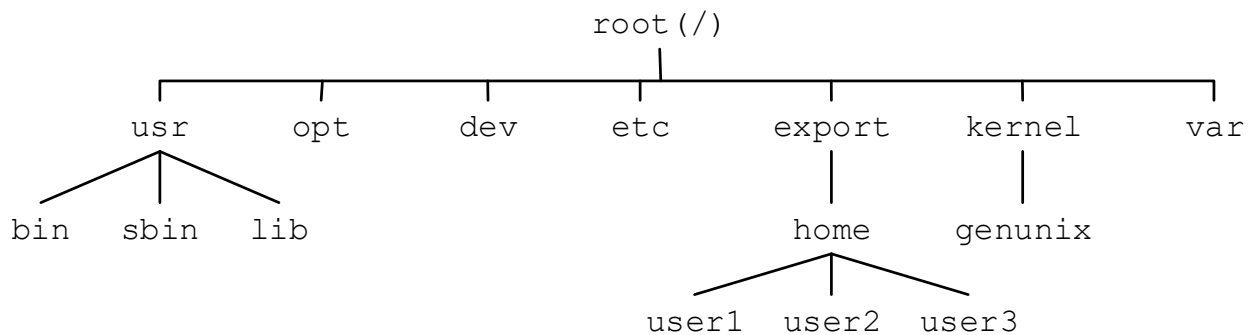 root(/)
usr opt dev etc export kernel var
bin sbin lib home genunix
user1 user2 user3